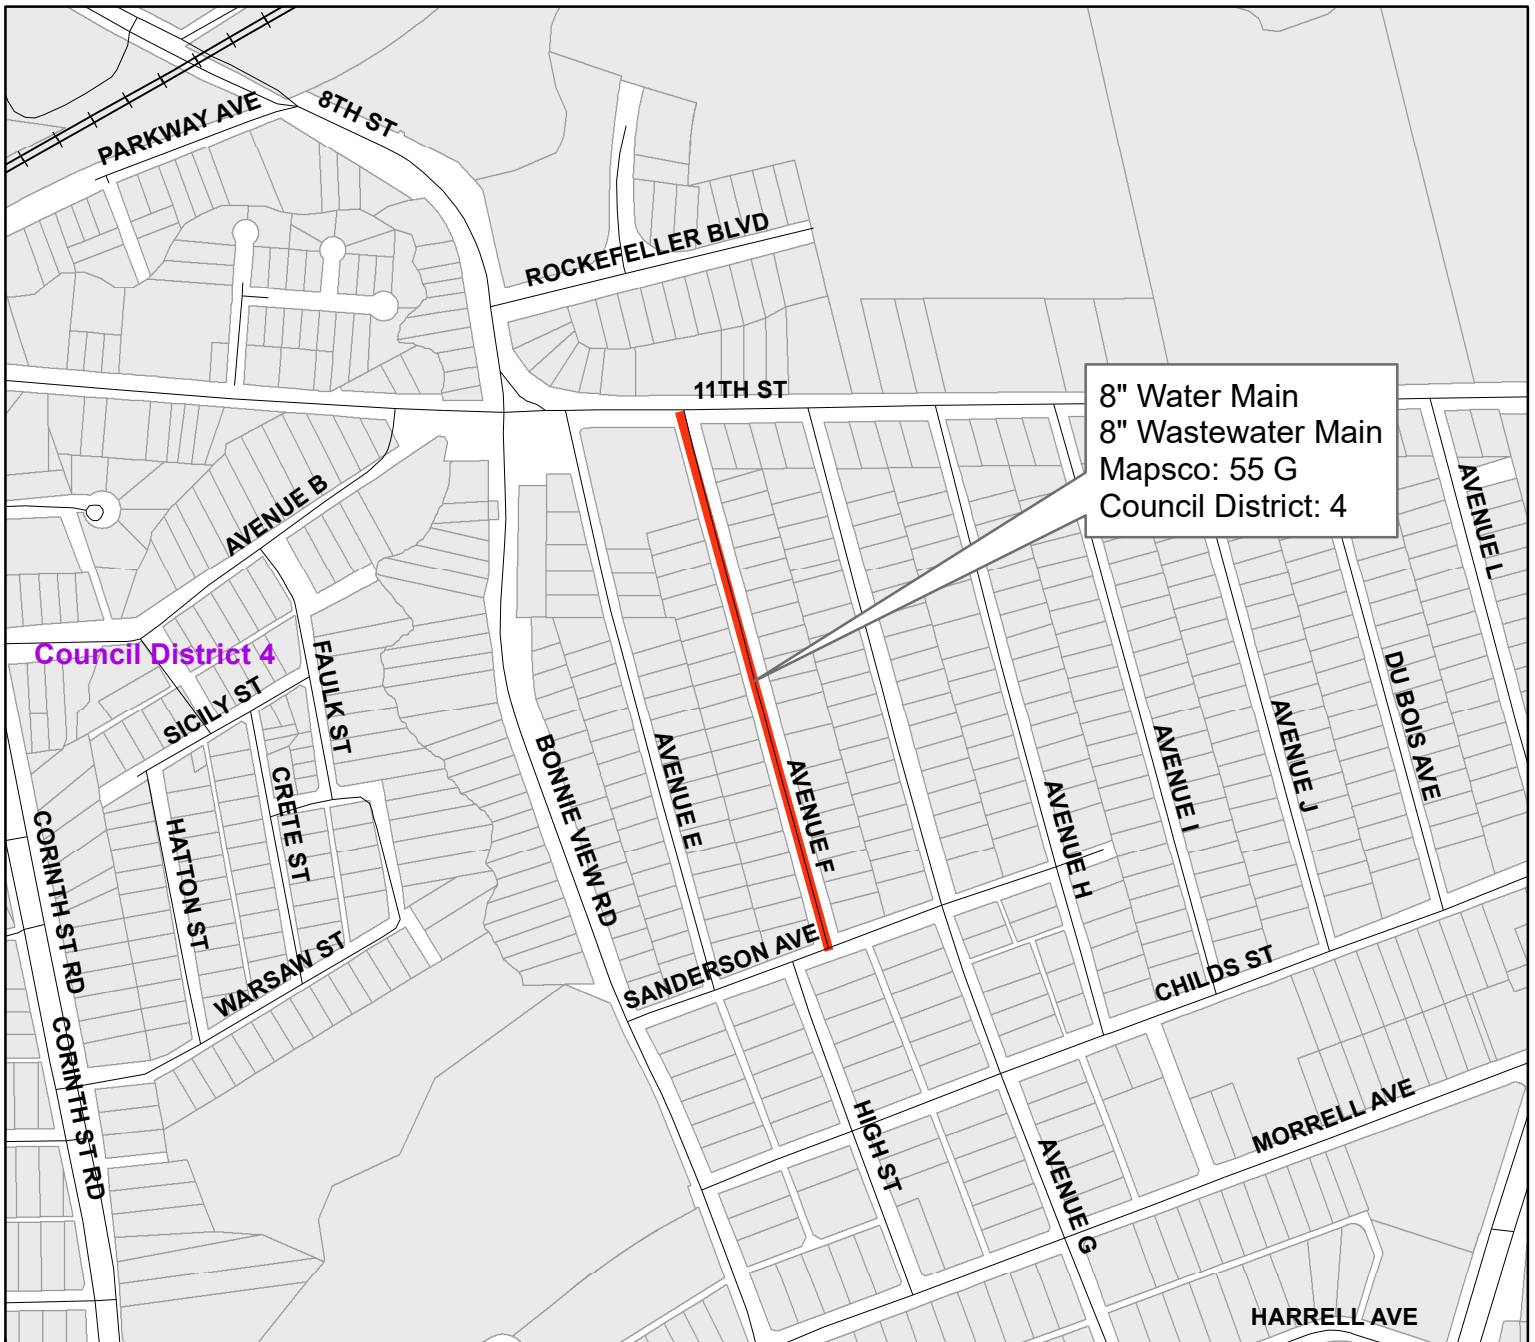 8TH ST
PARKWAY AVE
ROCKEFELLER BLVD
11TH ST
8" Water Main
8" Wastewater Main
Mapsco: 55 G
Council District: 4
AVENUE L
AVENUE B
Council District 4
FAULK ST
SICILY ST
DU BOIS AVE
AVENUE J
AVENUE I
AVENUE E
BONNIE VIEW RD
AVENUE F
CRETE ST
AVENUE H
CORINTH ST RD
HATTON ST
WARSAW ST
SANDERSON AVE
CHILDS ST
CORINTH ST RD
HIGH ST
MORRELL AVE
AVENUE G
HARRELL AVE